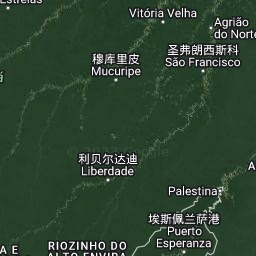 Estrelas
Vitória Velha
Agrião
do Norte
圣弗朗西斯科
São Francisco
穆库里皮
Mucuripe
利贝尔达迪
Liberdade
Palestina
埃斯佩兰萨港
Puerto
Esperanza
RIOZINHO DO
ALTO ENVIRA
A E